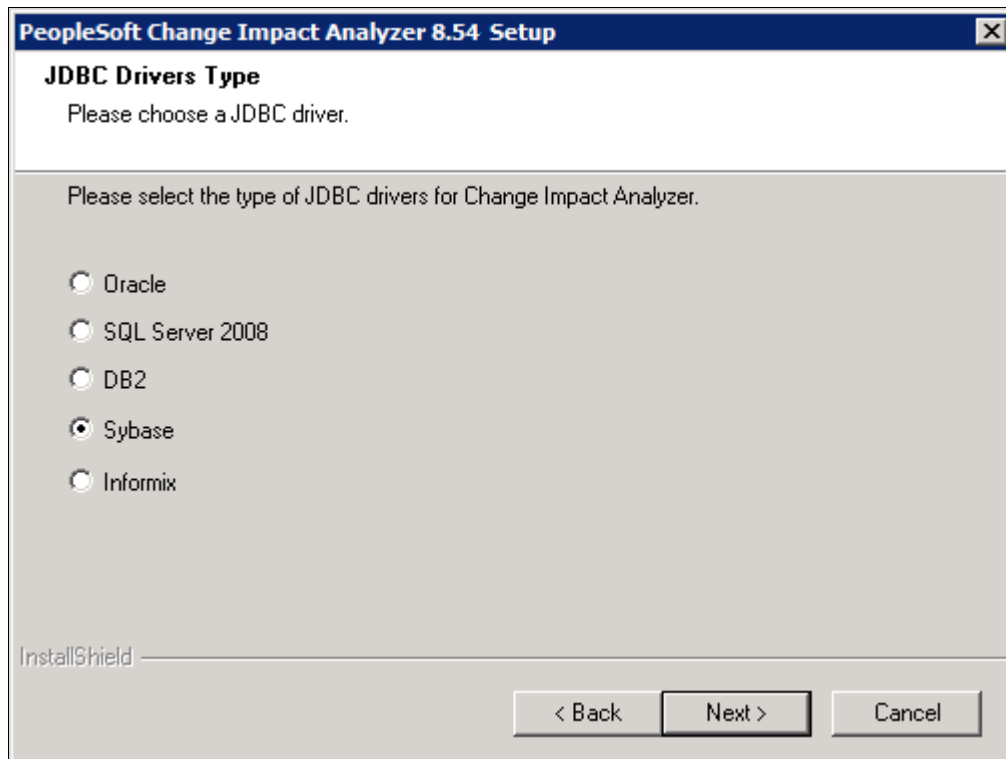 PeopleSoft Change Impact Analyzer 8.54 Setup
JDBC Drivers Type
Please choose a JDBC driver.
Please select the type of JDBC drivers for Change Impact Analyzer.
Oracle
SQL Server 2008
DB2
Sybase
Informix
InstallShield
< Back Next > Cancel